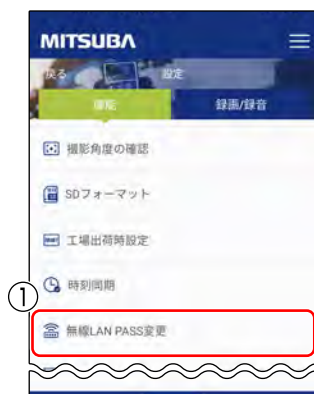 MITSUBA
戻る 設定
機能 録画/録音
撮影角度の確認
SDフォーマット
工場出荷時設定
時刻同期
①
無線LAN PASS変更